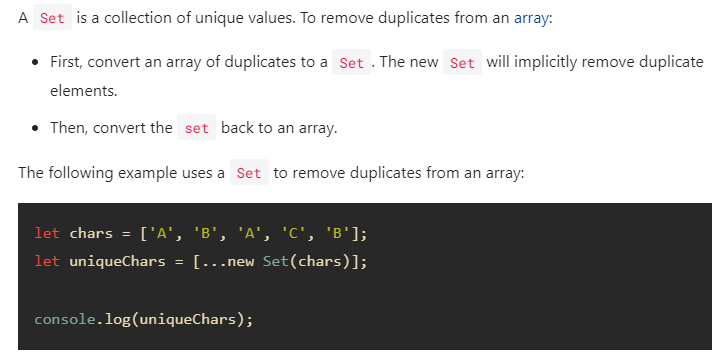 A Set is a collection of unique values. To remove duplicates from an array:
• First, convert an array of duplicates to a Set . The new Set will implicitly remove duplicate
elements.
• Then, convert the set back to an array.
The following example uses a Set to remove duplicates from an array:
let chars = ['A', 'B', 'A', 'C', 'B'];
let uniqueChars = [...new Set(chars)];
console.log(uniqueChars);